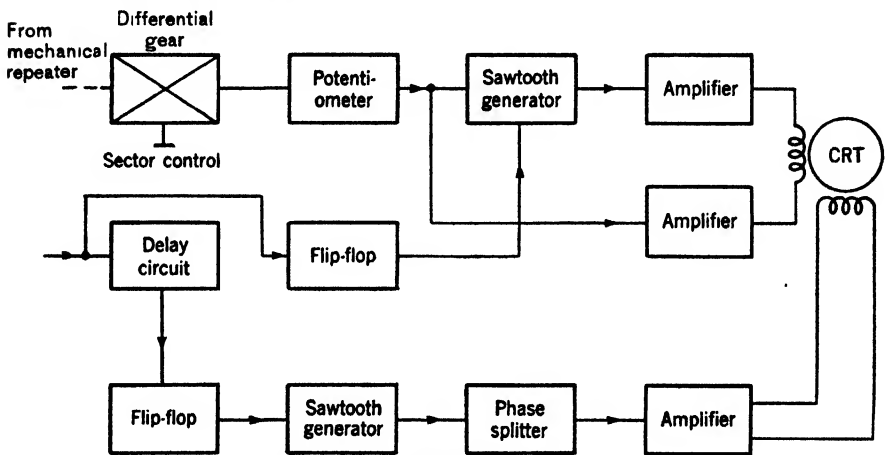 From
mechanical
repeater
Differential
gear
Sector control
Potenti-
ometer
Sawtooth
generator
Amplifier
CRT
Amplifier
Delay
circuit
Flip-flop
Flip-flop
Sawtooth
generator
Phase
splitter
Amplifier